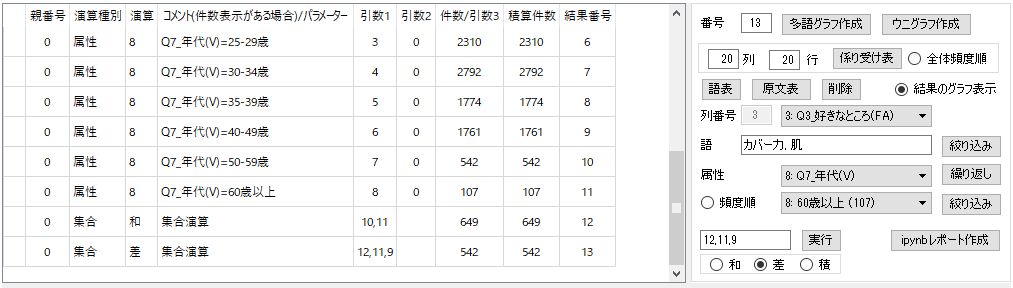 親番号 演算種別 演算 コメント(件数表示がある場合)/パラメーター 引数1 引数2 件数/引数3 積算件数 結果番号
0 属性 8 Q7_年代(V)=25-29歳 3 0 2310 2310 6
0 属性 8 Q7_年代(V)=30-34歳 4 0 2792 2792 7
0 属性 8 Q7_年代(V)=35-39歳 5 0 1774 1774 8
0 属性 8 Q7_年代(V)=40-49歳 6 0 1761 1761 9
0 属性 8 Q7_年代(V)=50-59歳 7 0 542 542 10
0 属性 8 Q7_年代(V)=60歳以上 8 0 107 107 11
0 集合 和 集合演算 10,11 649 649 12
0 集合 差 集合演算 12,11,9 542 542 13
番号 13 多語グラフ作成 ウニグラフ作成
20 列 20 行 係り受け表 全体頻度順
語表 原文表 削除 結果のグラフ表示
列番号 3 3: Q3_好きなところ(FA)
語 カバー力, 肌 絞り込み
属性 8: Q7_年代(V) 繰り返し
頻度順 8: 60歳以上 (107) 絞り込み
12,11,9 実行 ipynbレポート作成
和 差 積